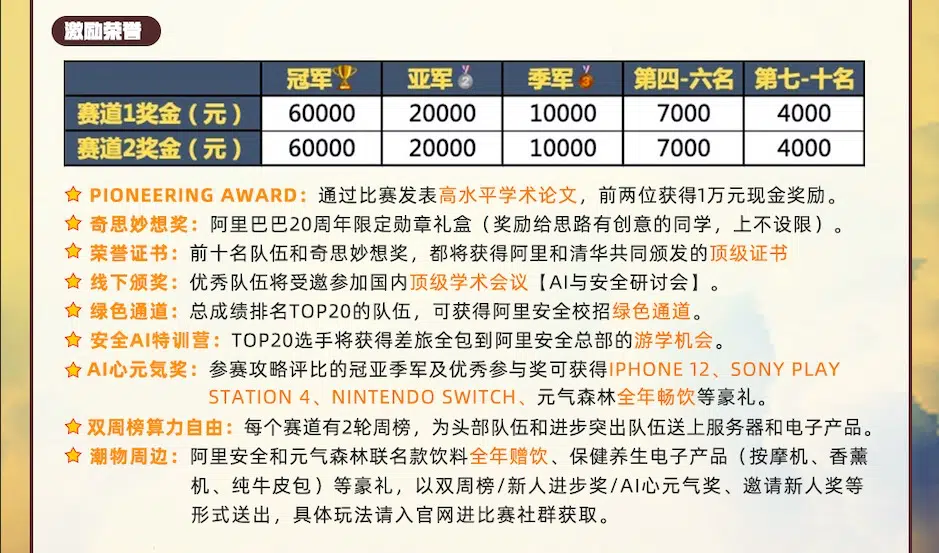 激励荣誉
冠军 亚军 季军 第四-六名 第七-十名
赛道1奖金（元） 60000 20000 10000 7000 4000
赛道2奖金（元） 60000 20000 10000 7000 4000
PIONEERING AWARD：通过比赛发表高水平学术论文，前两位获得1万元现金奖励。
奇思妙想奖：阿里巴巴20周年限定勋章礼盒（奖励给思路有创意的同学，上不设限）。
荣誉证书：前十名队伍和奇思妙想奖，都将获得阿里和清华共同颁发的顶级证书
线下颁奖：优秀队伍将受邀参加国内顶级学术会议【AI与安全研讨会】。
绿色通道：总成绩排名TOP20的队伍，可获得阿里安全校招绿色通道。
安全AI特训营：TOP20选手将获得差旅全包到阿里安全总部的游学机会。
AI心元气奖：参赛攻略评比的冠亚季军及优秀参与奖可获得IPHONE 12、SONY PLAY
STATION 4、NINTENDO SWITCH、元气森林全年畅饮等豪礼。
双周榜算力自由：每个赛道有2轮周榜，为头部队伍和进步突出队伍送上服务器和电子产品。
潮物周边：阿里安全和元气森林联名款饮料全年赠饮、保健养生电子产品（按摩机、香薰
机、纯牛皮包）等豪礼，以双周榜/新人进步奖/AI心元气奖、邀请新人奖等
形式送出，具体玩法请入官网进比赛社群获取。